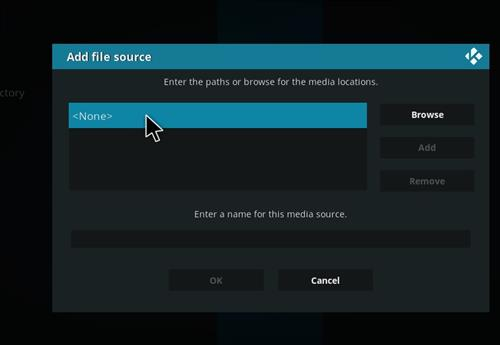 Add file source
Enter the paths or browse for the media locations.
ctory
<None>
Browse
Add
Remove
Enter a name for this media source.
OK
Cancel